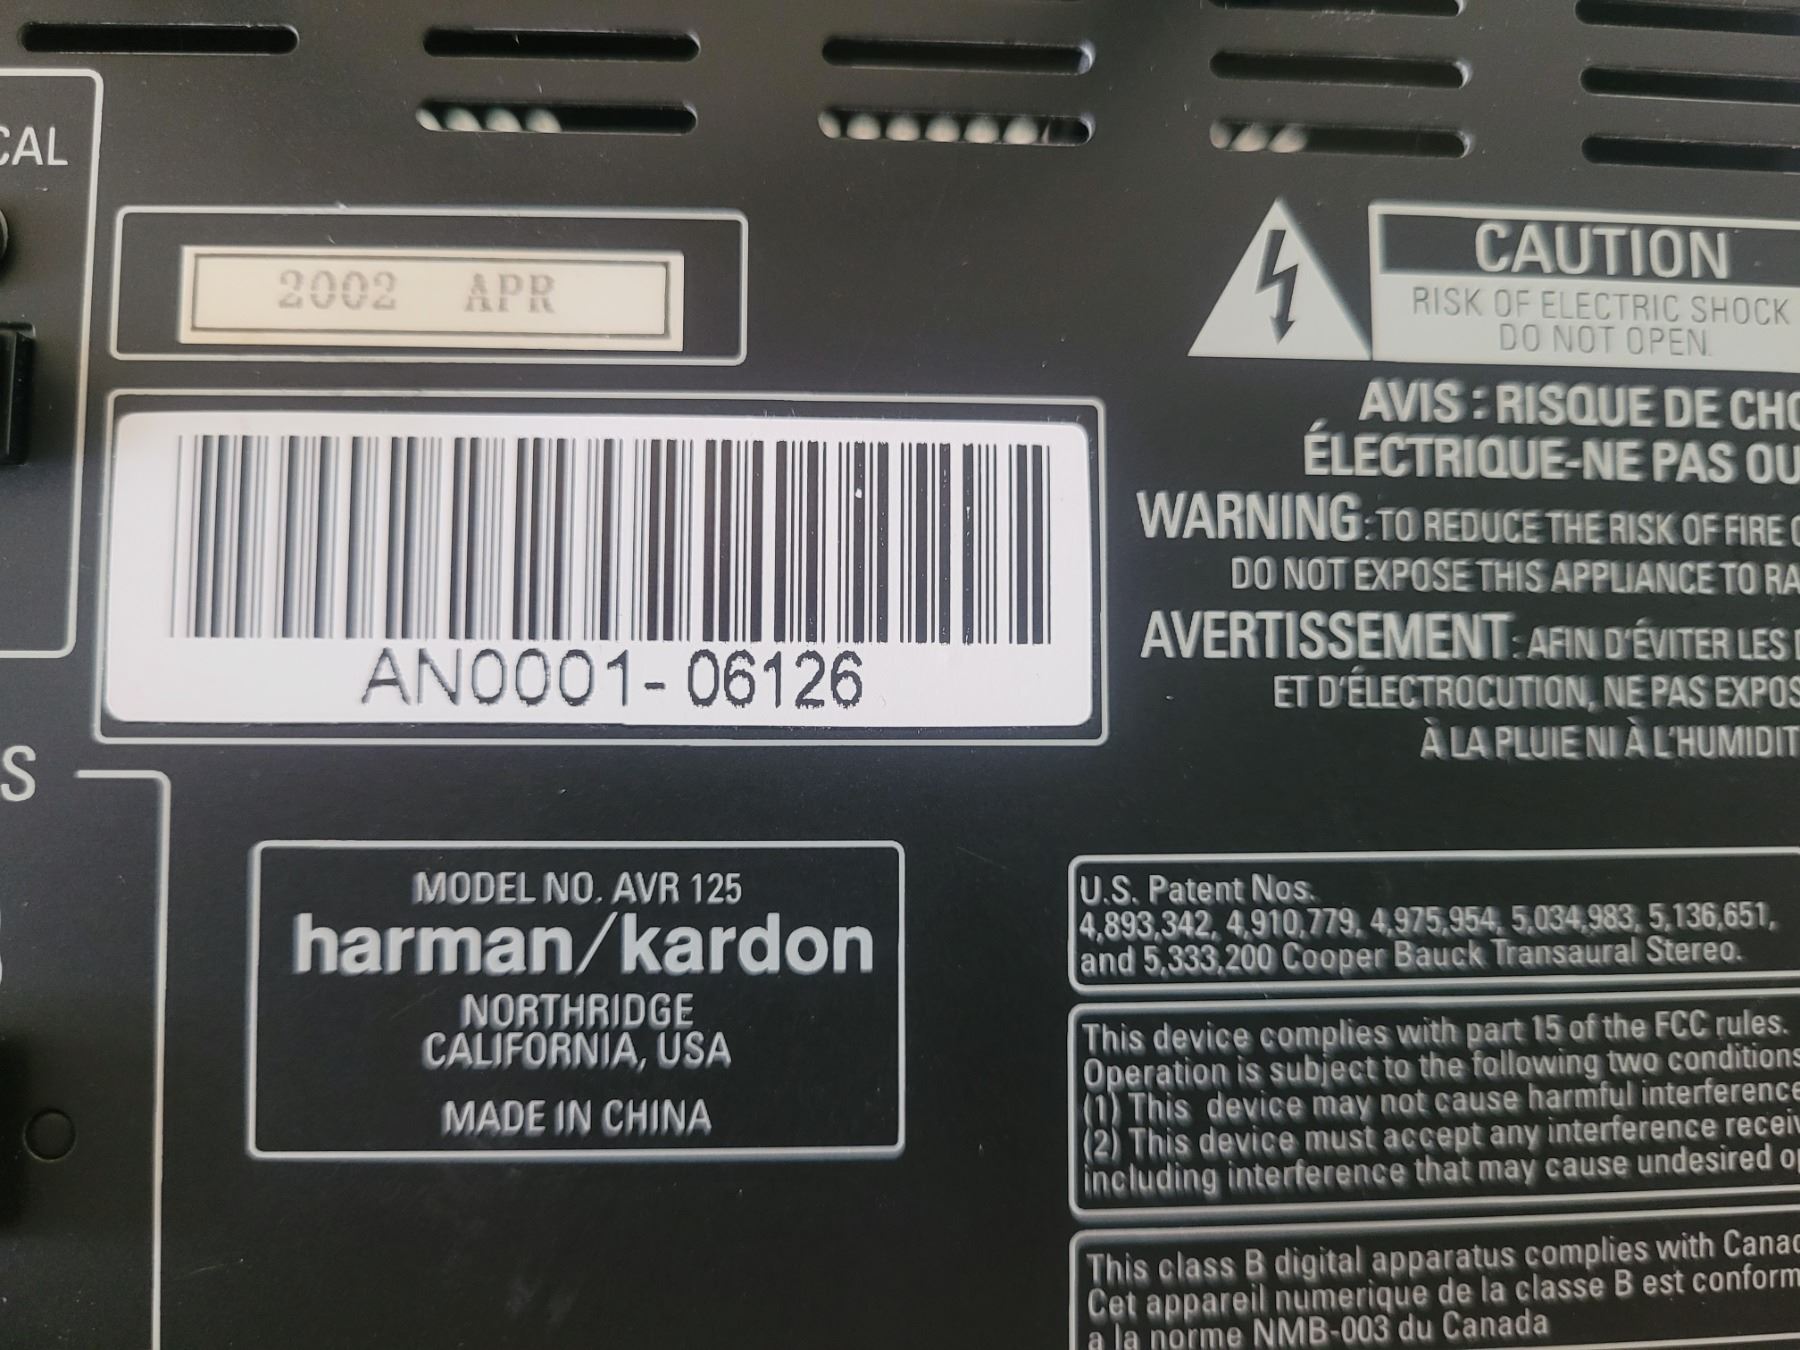 CAL
2002 APR
AN0001-06126
S
MODEL NO. AVR 125
harman/kardon
NORTHRIDGE
CALIFORNIA, USA
MADE IN CHINA
CAUTION
RISK OF ELECTRIC SHOCK
DO NOT OPEN.
AVIS : RISQUE DE CHO
ÉLECTRIQUE-NE PAS OU
WARNING : TO REDUCE THE RISK OF FIRE O
DO NOT EXPOSE THIS APPLIANCE TO RA
AVERTISSEMENT : AFIN D'ÉVITER LES
ET D'ÉLECTROCUTION, NE PAS EXPOS
À LA PLUIE NI À L'HUMIDIT
U.S. Patent Nos.
4,893,342, 4,910,779, 4,975,954, 5,034,983, 5,136,651,
and 5,333,200 Cooper Bauck Transaural Stereo.
This device complies with part 15 of the FCC rules.
Operation is subject to the following two conditions
(1) This device may not cause harmful interference
(2) This device must accept any interference receiv
including interference that may cause undesired op
This class B digital apparatus complies with Canad
Cet appareil numerique de la classe B est conform
a la norme NMB-003 du Canada